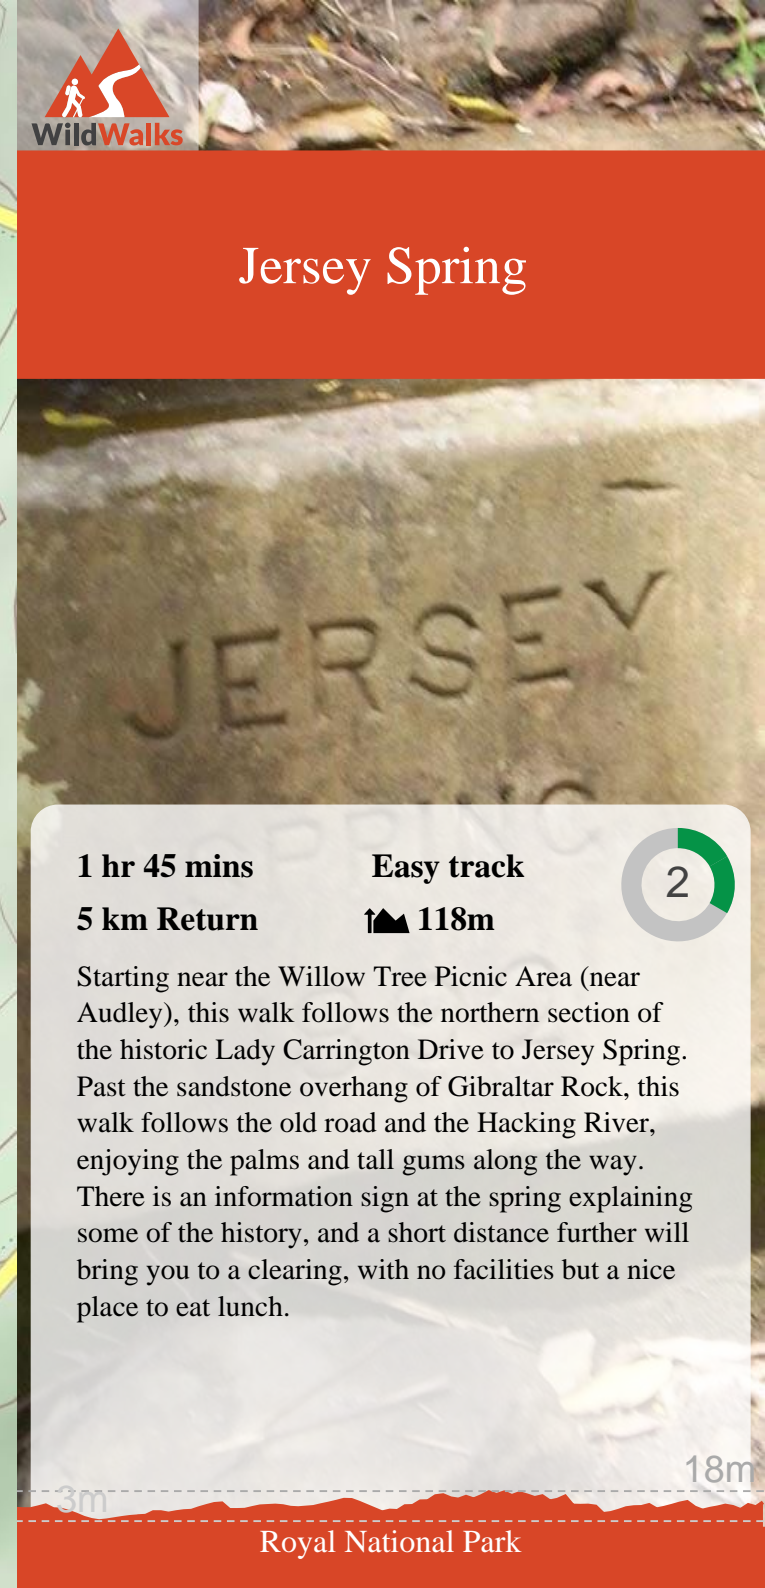 WildWalks
Jersey Spring
JERSEY
SPRING
1 hr 45 mins
Easy track
2
5 km Return
118m
Starting near the Willow Tree Picnic Area (near
Audley), this walk follows the northern section of
the historic Lady Carrington Drive to Jersey Spring.
Past the sandstone overhang of Gibraltar Rock, this
walk follows the old road and the Hacking River,
enjoying the palms and tall gums along the way.
There is an information sign at the spring explaining
some of the history, and a short distance further will
bring you to a clearing, with no facilities but a nice
place to eat lunch.
18m
3m
Royal National Park